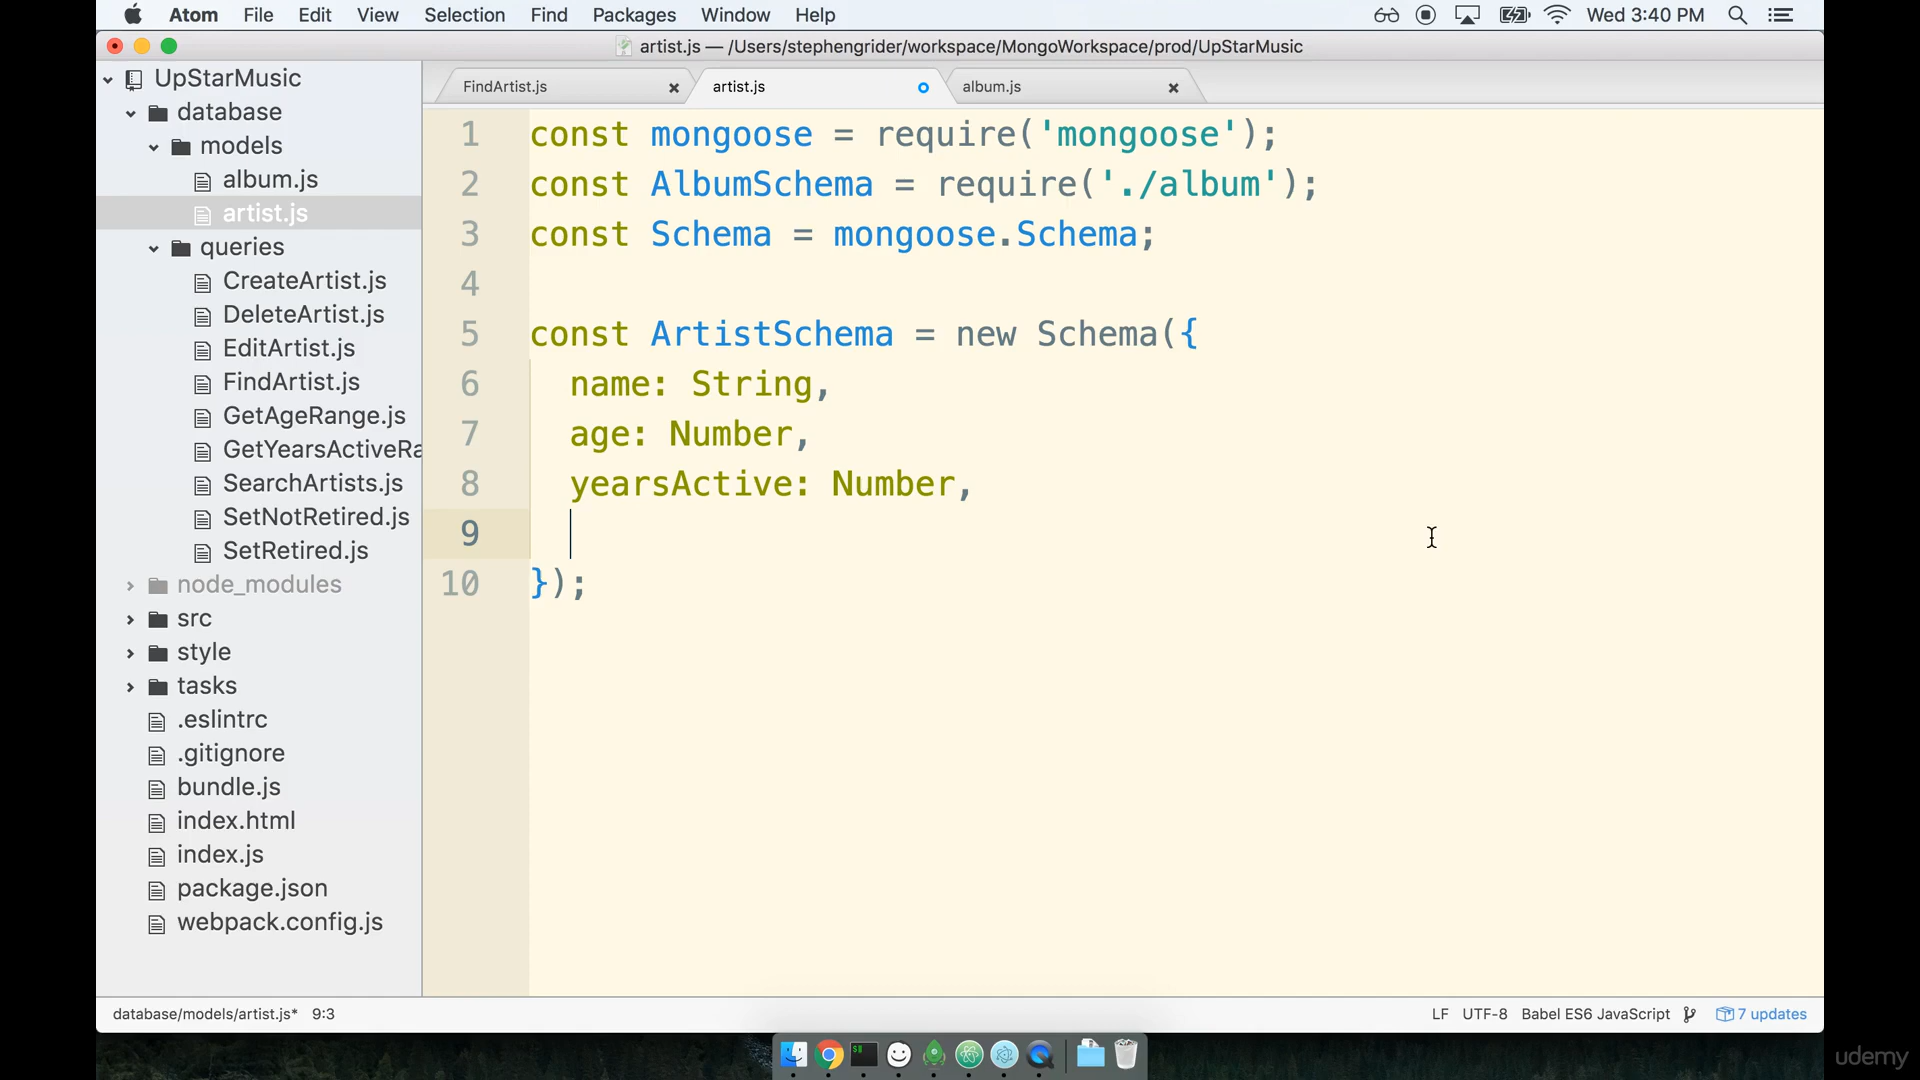 Atom File Edit View Selection Find Packages Window Help Wed 3:40 PM
artist.js — /Users/stephengrider/workspace/MongoWorkspace/prod/UpStarMusic
UpStarMusic
database
models
album.js
artist.js
queries
CreateArtist.js
DeleteArtist.js
EditArtist.js
FindArtist.js
GetAgeRange.js
GetYearsActiveRa
SearchArtists.js
SetNotRetired.js
SetRetired.js
node_modules
src
style
tasks
.eslintrc
.gitignore
bundle.js
index.html
index.js
package.json
webpack.config.js
FindArtist.js artist.js album.js
1 const mongoose = require('mongoose');
2 const AlbumSchema = require('./album');
3 const Schema = mongoose.Schema;
4
5 const ArtistSchema = new Schema({
6 name: String,
7 age: Number,
8 yearsActive: Number,
9
10 });
database/models/artist.js* 9:3 LF UTF-8 Babel ES6 JavaScript 7 updates
udemy